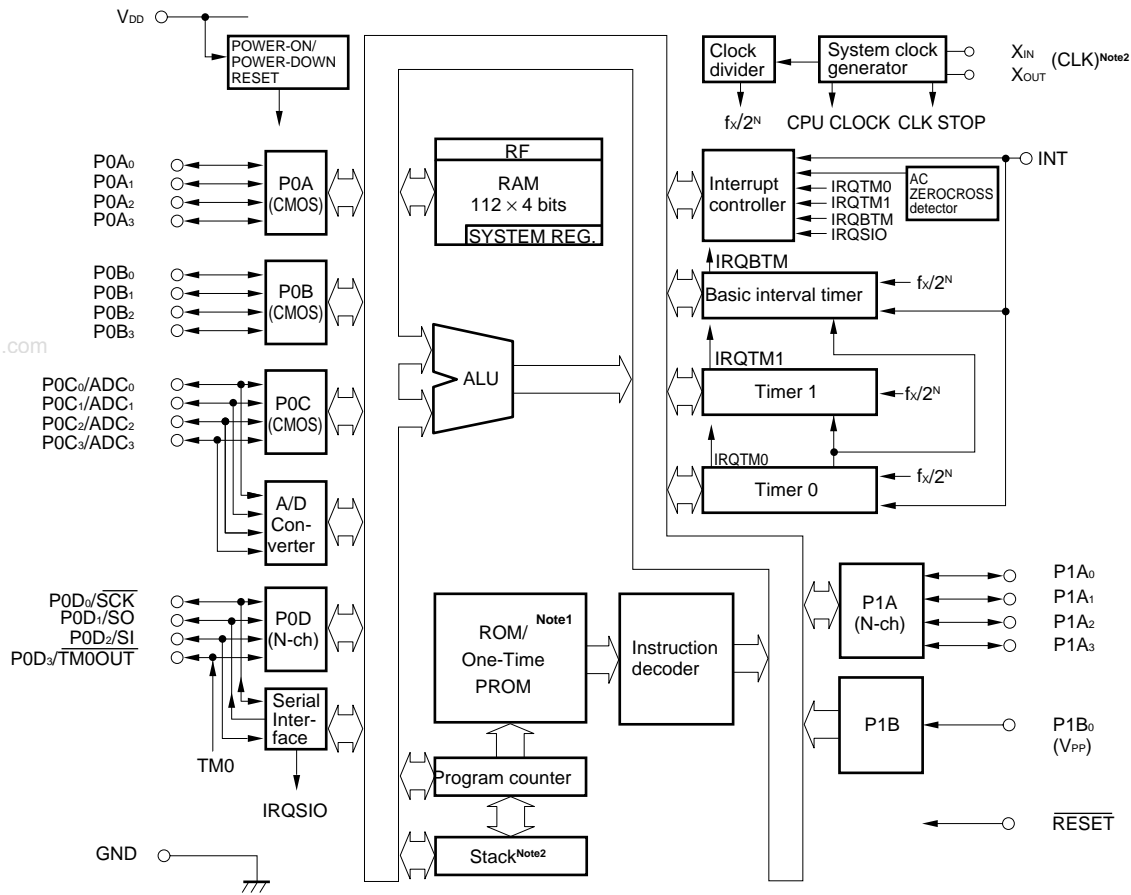 VDD
POWER-ON/
POWER-DOWN
RESET
Clock
divider
System clock
generator
XIN
XOUT
(CLK)Note2
fX/2N
CPU CLOCK
CLK STOP
P0A0
P0A1
P0A2
P0A3
P0A
(CMOS)
RF
RAM
112 × 4 bits
SYSTEM REG.
Interrupt
controller
INT
AC
ZEROCROSS
detector
IRQTM0
IRQTM1
IRQBTM
IRQSIO
P0B0
P0B1
P0B2
P0B3
P0B
(CMOS)
IRQBTM
Basic interval timer
fX/2N
.com
ALU
P0C0/ADC0
P0C1/ADC1
P0C2/ADC2
P0C3/ADC3
P0C
(CMOS)
IRQTM1
Timer 1
fX/2N
IRQTM0
Timer 0
fX/2N
A/D
Con-
verter
P0D0/SCK
P0D1/SO
P0D2/SI
P0D3/TM0OUT
P0D
(N-ch)
ROM/
Note1
One-Time
PROM
Instruction
decoder
P1A
(N-ch)
P1A0
P1A1
P1A2
P1A3
Serial
Inter-
face
TM0
IRQSIO
P1B
P1B0
(VPP)
Program counter
StackNote2
RESET
GND